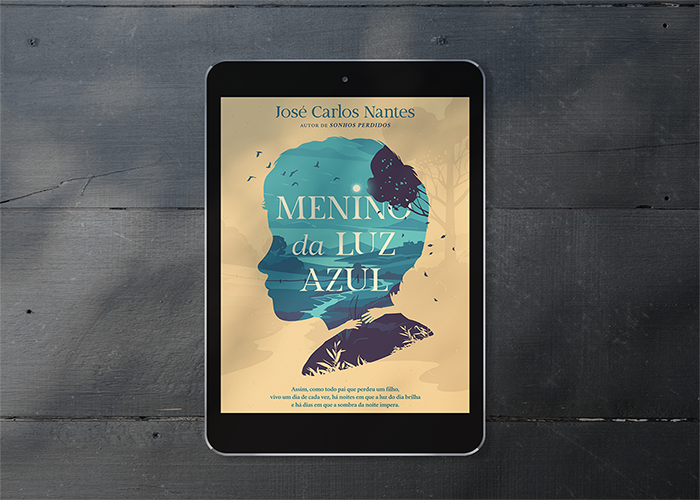 José Carlos Nantes
AUTOR DE SONHOS PERDIDOS
MENINO
da LUZ
AZUL
Assim, como todo pai que perdeu um filho,
vivo um dia de cada vez, há noites em que a luz do dia brilha
e há dias em que a sombra da noite impera.